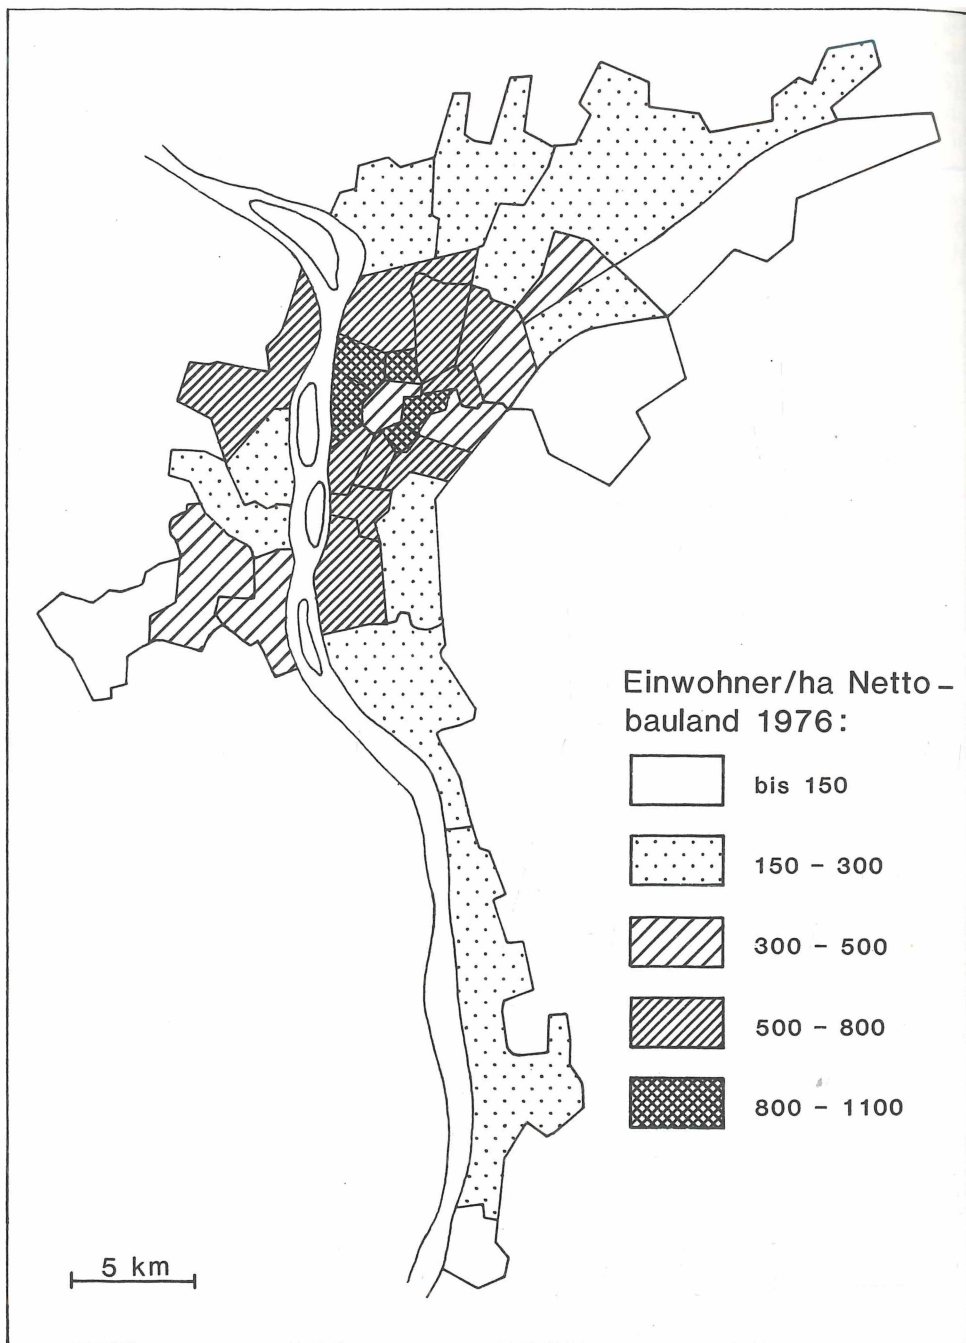 Einwohner/ha Netto-
bauland 1976:
bis 150
150 - 300
300 - 500
500 - 800
800 - 1100
5 km